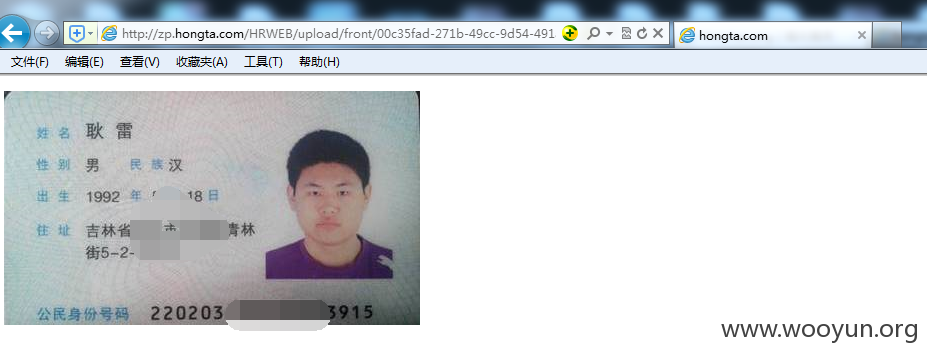 http://zp.hongta.com/HRWEB/upload/front/00c35fad-271b-49cc-9d54-491 hongta.com
文件(F) 编辑(E) 查看(V) 收藏夹(A) 工具(T) 帮助(H)
姓名 耿雷
性别 男 民族 汉
出生 1992 年 18 日
住址 吉林省 市 青林
街5-2-
公民身份号码 220203 3915
www.wooyun.org